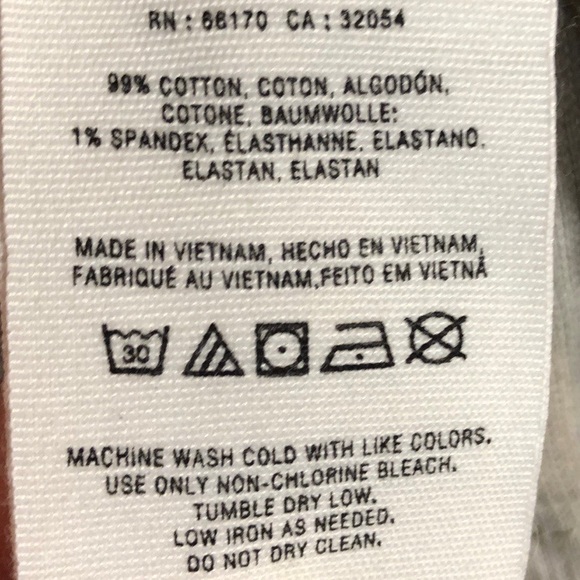 RN : 66170 CA : 32054
99% COTTON, COTON, ALGODÓN,
COTONE, BAUMWOLLE:
1% SPANDEX, ÉLASTHANNE, ELASTANO,
ELASTAN, ELASTAN
MADE IN VIETNAM, HECHO EN VIETNAM,
FABRIQUÉ AU VIETNAM,FEITO EM VIETNÃ
30
MACHINE WASH COLD WITH LIKE COLORS.
USE ONLY NON-CHLORINE BLEACH.
TUMBLE DRY LOW.
LOW IRON AS NEEDED.
DO NOT DRY CLEAN.